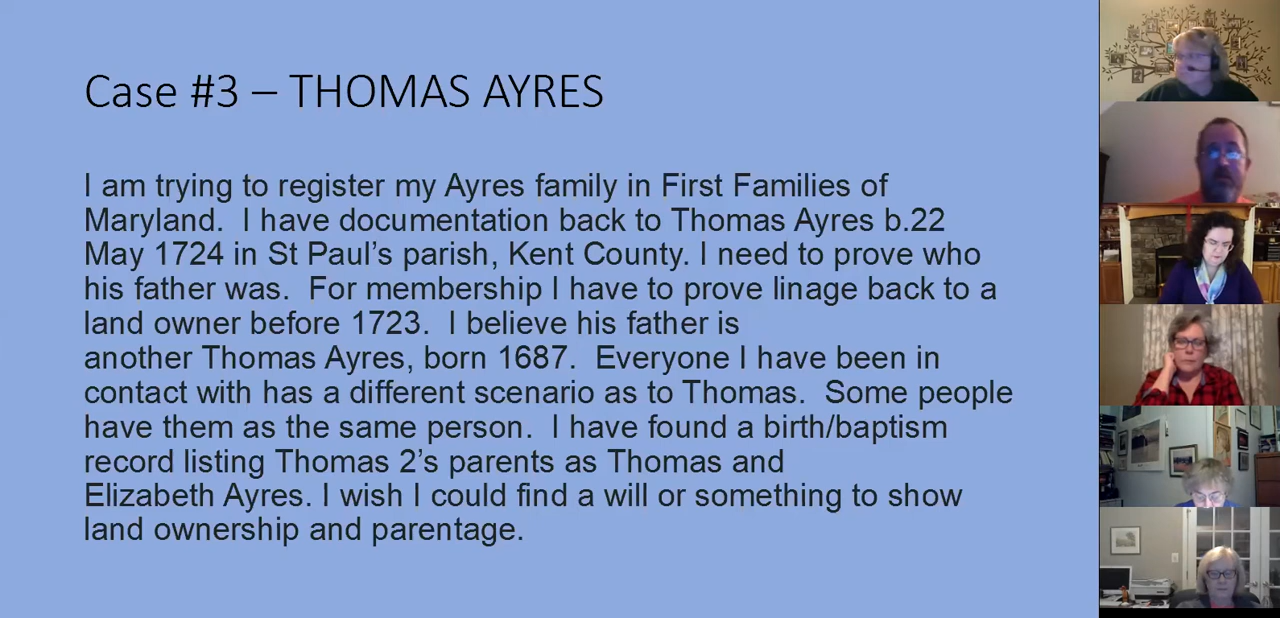 Case #3 – THOMAS AYRES
I am trying to register my Ayres family in First Families of
Maryland.  I have documentation back to Thomas Ayres b.22
May 1724 in St Paul’s parish, Kent County. I need to prove who
his father was.  For membership I have to prove linage back to a
land owner before 1723.  I believe his father is
another Thomas Ayres, born 1687.  Everyone I have been in
contact with has a different scenario as to Thomas.  Some people
have them as the same person.  I have found a birth/baptism
record listing Thomas 2’s parents as Thomas and
Elizabeth Ayres. I wish I could find a will or something to show
land ownership and parentage.